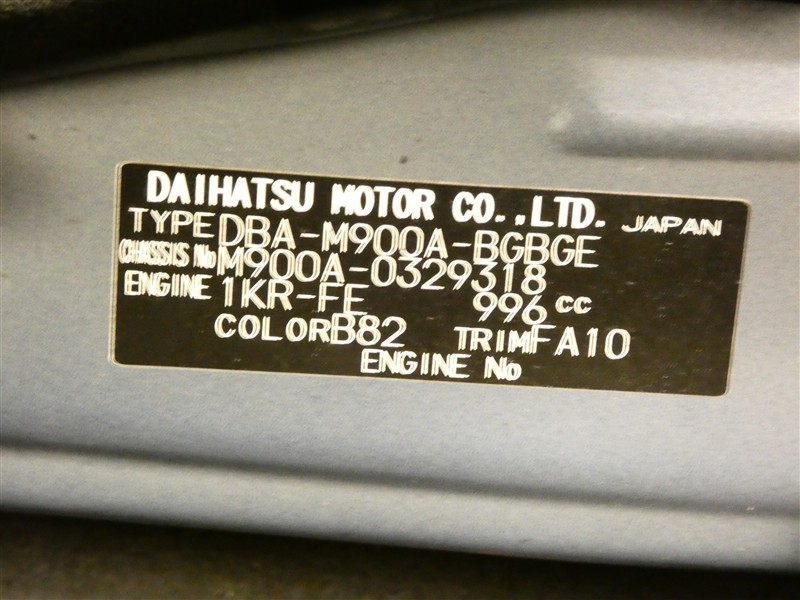 DAIHATSU MOTOR CO.,LTD. JAPAN
TYPE DBA-M900A-BGBGE
CHASSIS No M900A-0329318
ENGINE 1KR-FE 996 cc
COLOR B82 TRIM FA10
ENGINE No